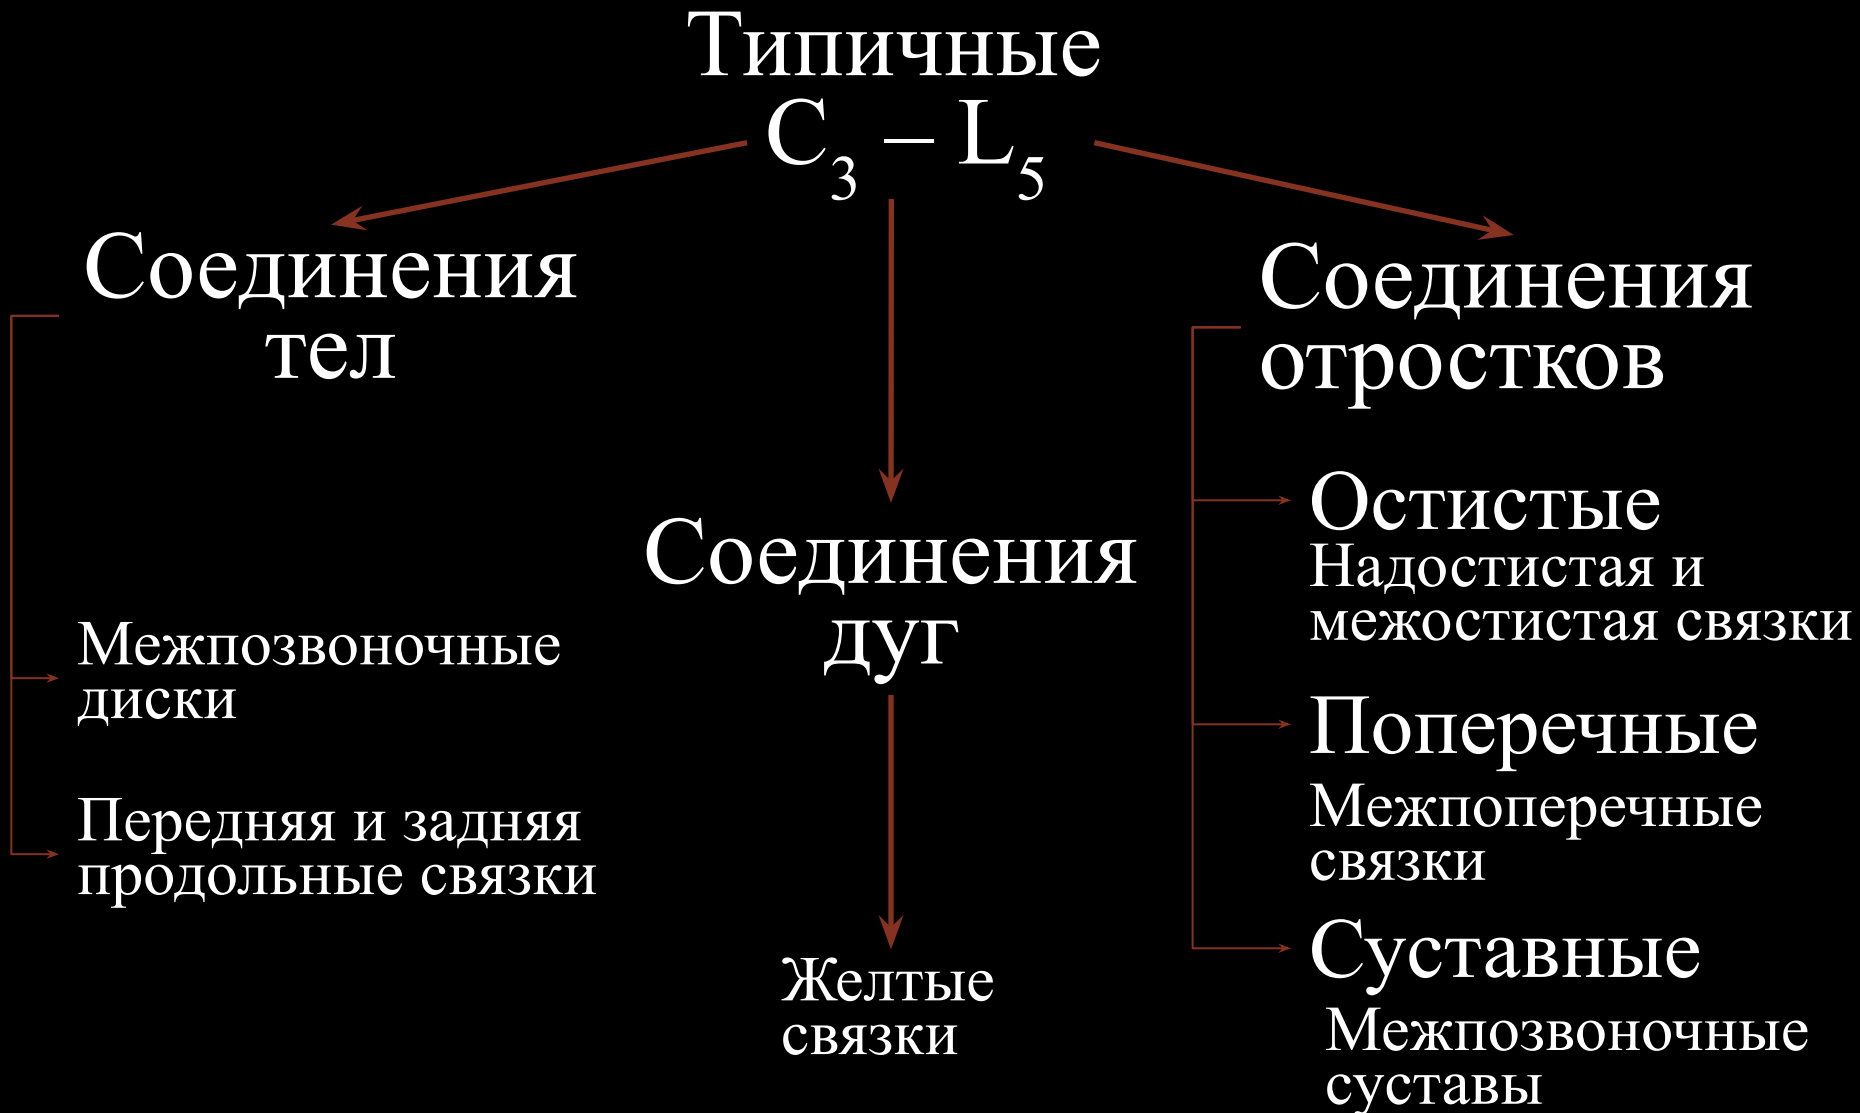 Типичные
C3 – L5
Соединения
тел
Межпозвоночные
диски
Передняя и задняя
продольные связки
Соединения
дуг
Желтые
связки
Соединения
отростков
Остистые
Надостистая и
межостистая связки
Поперечные
Межпоперечные
связки
Суставные
Межпозвоночные
суставы